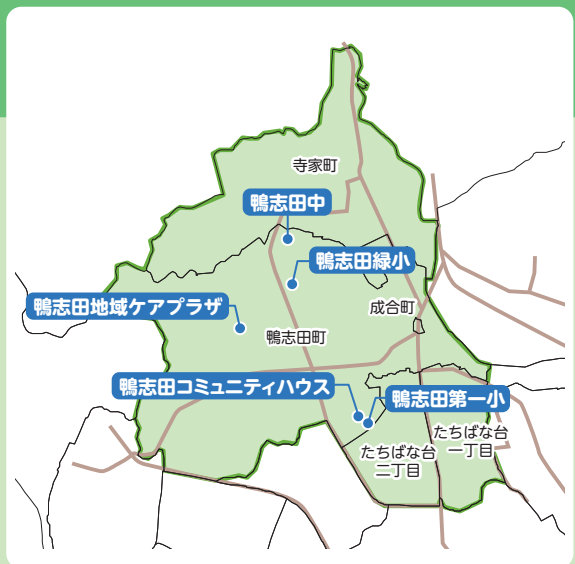 寺家町
鴨志田中
鴨志田緑小
鴨志田地域ケアプラザ
成合町
鴨志田町
鴨志田コミュニティハウス
鴨志田第一小
たちばな台
一丁目
たちばな台
二丁目